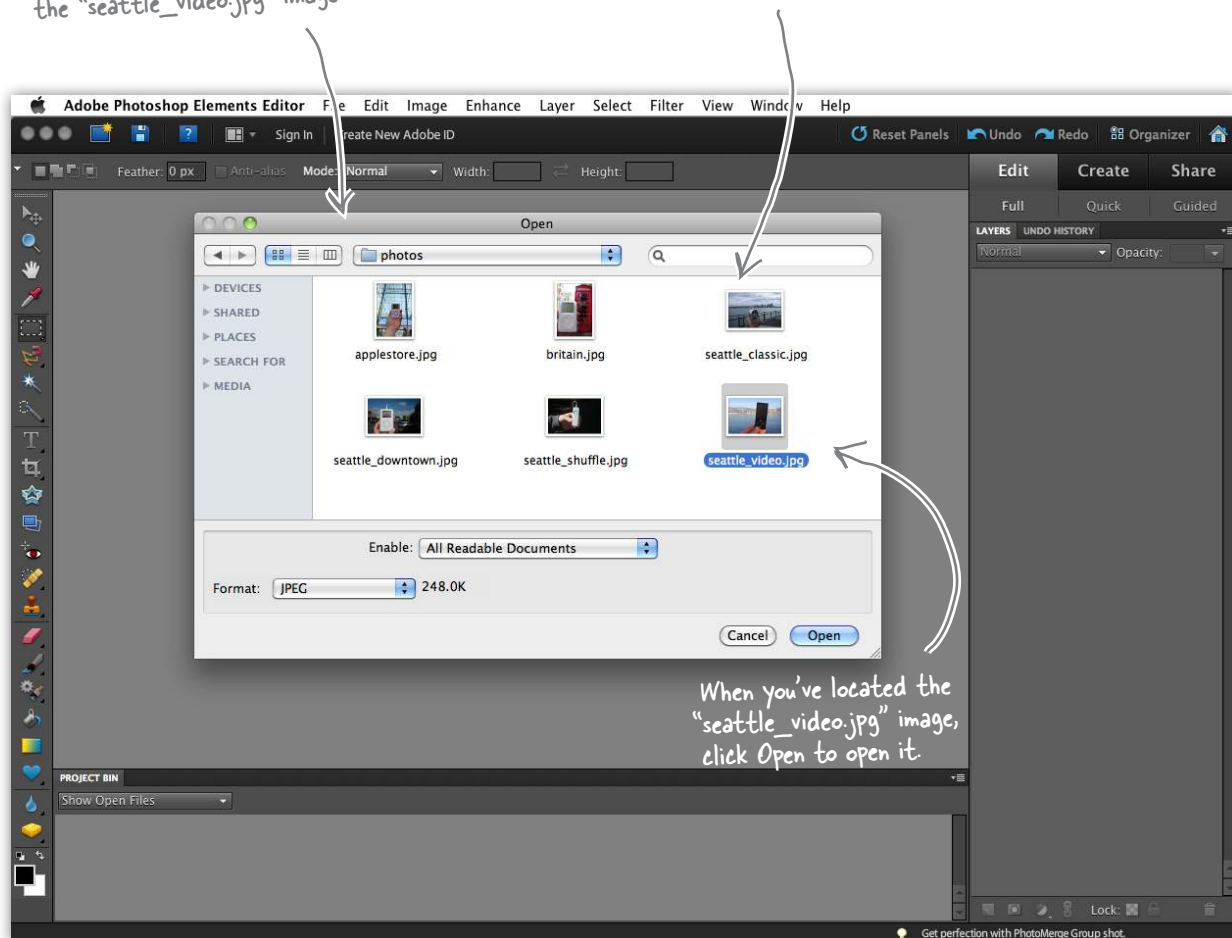 the "seattle_video.jpg" image
Adobe Photoshop Elements Editor File Edit Image Enhance Layer Select Filter View Window Help
? Sign In Create New Adobe ID Reset Panels Undo Redo Organizer
Feather: 0 px Anti-alias Mode: Normal Width: Height:
Edit Create Share
Full Quick Guided
LAYERS UNDO HISTORY
Normal Opacity:
Open
photos
DEVICES
SHARED
PLACES
SEARCH FOR
MEDIA
applestore.jpg britain.jpg seattle_classic.jpg
seattle_downtown.jpg seattle_shuffle.jpg seattle_video.jpg
Enable: All Readable Documents
Format: JPEG 248.0K
Cancel Open
When you've located the
"seattle_video.jpg" image,
click Open to open it.
PROJECT BIN
Show Open Files
Lock:
Get perfection with PhotoMerge Group shot.